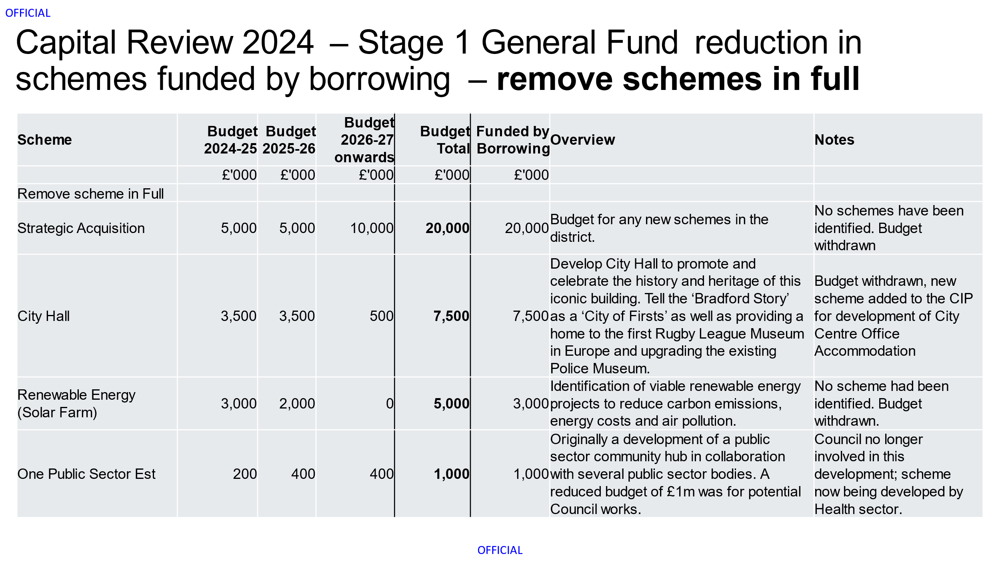 OFFICIAL
Capital Review 2024 – Stage 1 General Fund reduction in
schemes funded by borrowing – remove schemes in full
Scheme
Budget
2024-25
Budget
2025-26
Budget
2026-27
onwards
Budget
Total
Funded by
Borrowing
Overview
Notes
£'000
£'000
£'000
£'000
£'000
Remove scheme in Full
Strategic Acquisition
5,000
5,000
10,000
20,000
20,000
Budget for any new schemes in the
district.
No schemes have been
identified. Budget
withdrawn
City Hall
3,500
3,500
500
7,500
7,500
Develop City Hall to promote and
celebrate the history and heritage of this
iconic building. Tell the ‘Bradford Story’
as a ‘City of Firsts’ as well as providing a
home to the first Rugby League Museum
in Europe and upgrading the existing
Police Museum.
Budget withdrawn, new
scheme added to the CIP
for development of City
Centre Office
Accommodation
Renewable Energy
(Solar Farm)
3,000
2,000
0
5,000
3,000
Identification of viable renewable energy
projects to reduce carbon emissions,
energy costs and air pollution.
No scheme had been
identified. Budget
withdrawn.
One Public Sector Est
200
400
400
1,000
1,000
Originally a development of a public
sector community hub in collaboration
with several public sector bodies. A
reduced budget of £1m was for potential
Council works.
Council no longer
involved in this
development; scheme
now being developed by
Health sector.
OFFICIAL